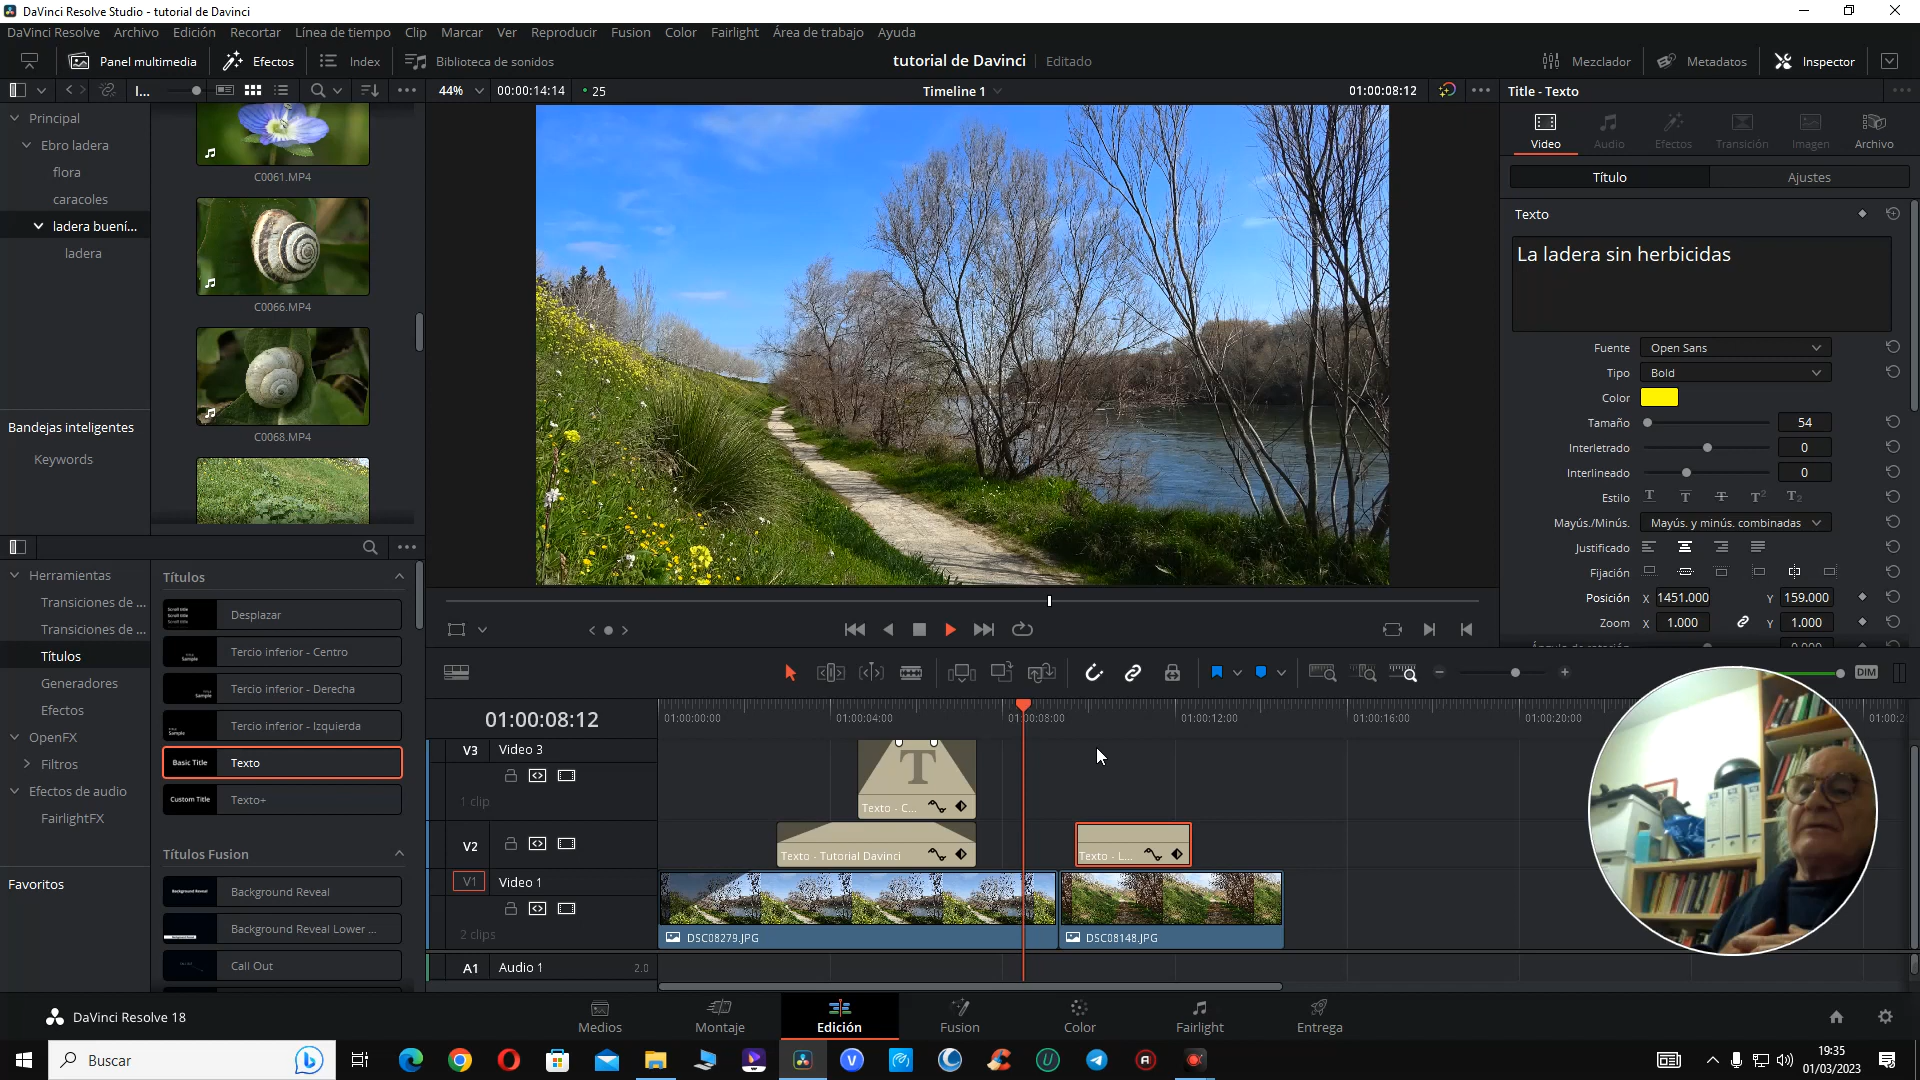 DaVinci Resolve Studio - tutorial de Davinci
DaVinci Resolve Archivo Edición Recortar Línea de tiempo Clip Marcar Ver Reproducir Fusion Color Fairlight Área de trabajo Ayuda
Panel multimedia Efectos Index Biblioteca de sonidos tutorial de Davinci Editado Mezclador Metadatos Inspector
I... 44% 00:00:14:14 25 Timeline 1 01:00:08:12 Title - Texto
Principal
Ebro ladera
flora
caracoles
ladera buení...
ladera
Bandejas inteligentes
Keywords
C0061.MP4
C0066.MP4
C0068.MP4
Video Audio Efectos Transición Imagen Archivo
Título Ajustes
Texto
La ladera sin herbicidas
Fuente Open Sans
Tipo Bold
Color
Tamaño 54
Interletrado 0
Interlineado 0
Estilo T T T T² T₂
Mayús./Minús. Mayús. y minús. combinadas
Justificado
Fijación
Posición X 1451.000 Y 159.000
Zoom X 1.000 Y 1.000
Herramientas
Transiciones de ...
Transiciones de ...
Títulos
Generadores
Efectos
OpenFX
Filtros
Efectos de audio
FairlightFX
Favoritos
Títulos
Desplazar
Tercio inferior - Centro
Tercio inferior - Derecha
Tercio inferior - Izquierda
Basic Title Texto
Custom Title Texto+
Títulos Fusion
Background Reveal Background Reveal
Background Reveal Lower ...
Call Out
DIM
01:00:08:12 01:00:00:00 01:00:04:00 01:00:08:00 01:00:12:00 01:00:16:00 01:00:20:00
V3 Video 3
1 clip
T
Texto - C...
V2
Texto - Tutorial Davinci
Texto - L...
V1 Video 1
2 clips
DSC08279.JPG
DSC08148.JPG
A1 Audio 1 2.0
DaVinci Resolve 18
Medios Montaje Edición Fusion Color Fairlight Entrega
Buscar
19:35
01/03/2023